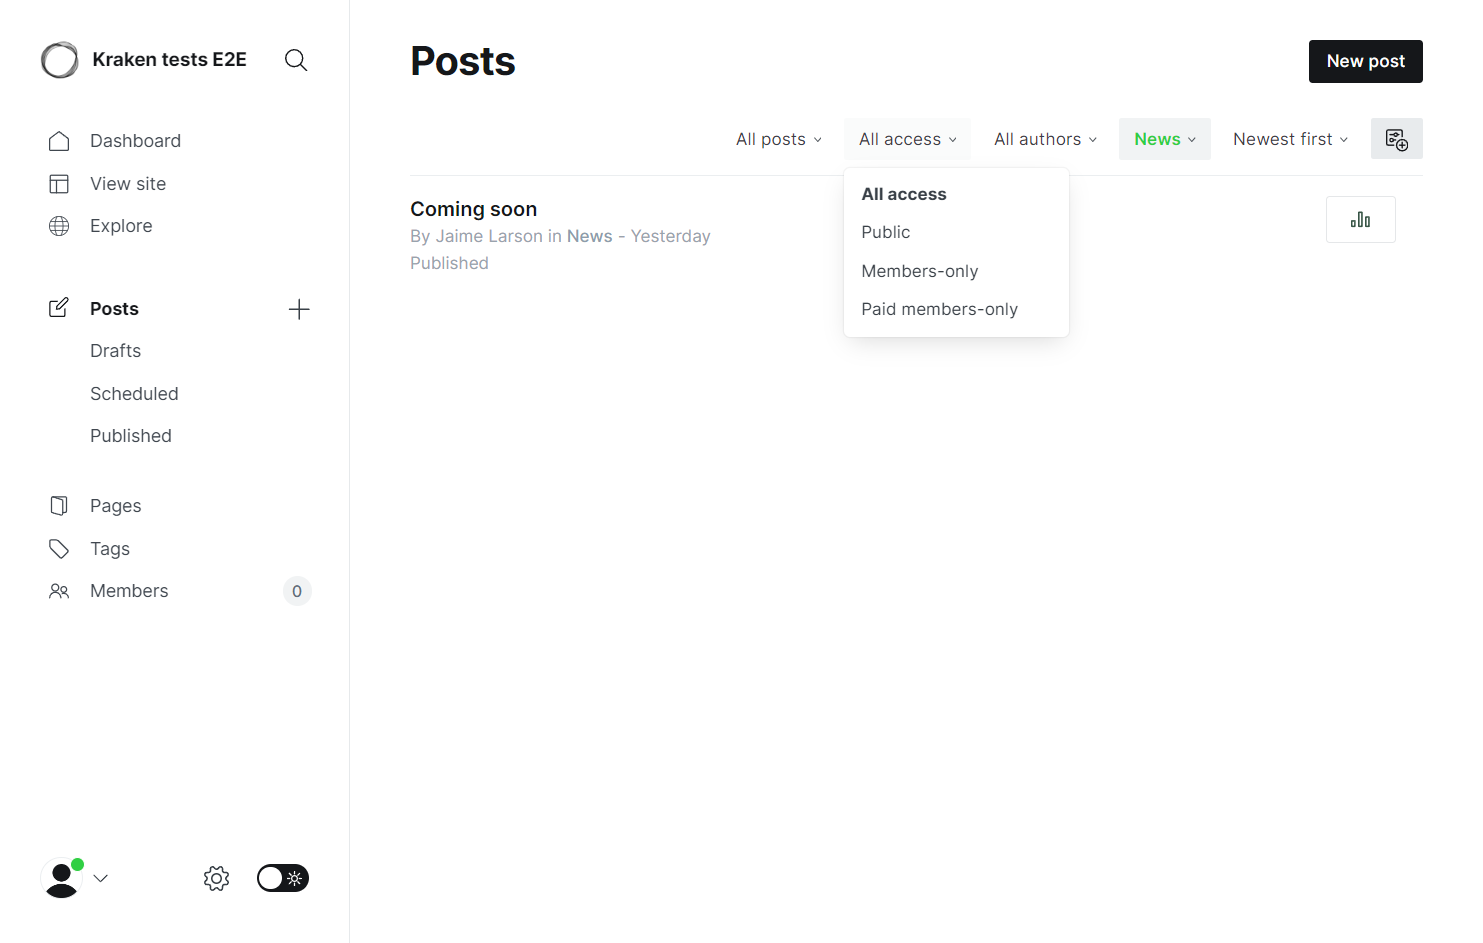 Kraken tests E2E
Dashboard
View site
Explore
Posts
Drafts
Scheduled
Published
Pages
Tags
Members 0
Posts
New post
All posts All access All authors News Newest first
All access
Public
Members-only
Paid members-only
Coming soon
By Jaime Larson in News - Yesterday
Published